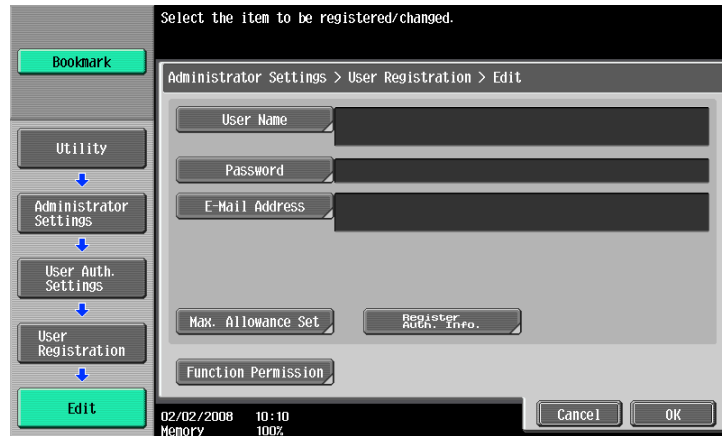 Select the item to be registered/changed.
Bookmark
Administrator Settings > User Registration > Edit
User Name
Utility
Password
Administrator
Settings
E-Mail Address
User Auth.
Settings
Max. Allowance Set
Register
Auth. Info.
User
Registration
Function Permission
Edit
02/02/2008 10:10
Memory 100%
Cancel
OK